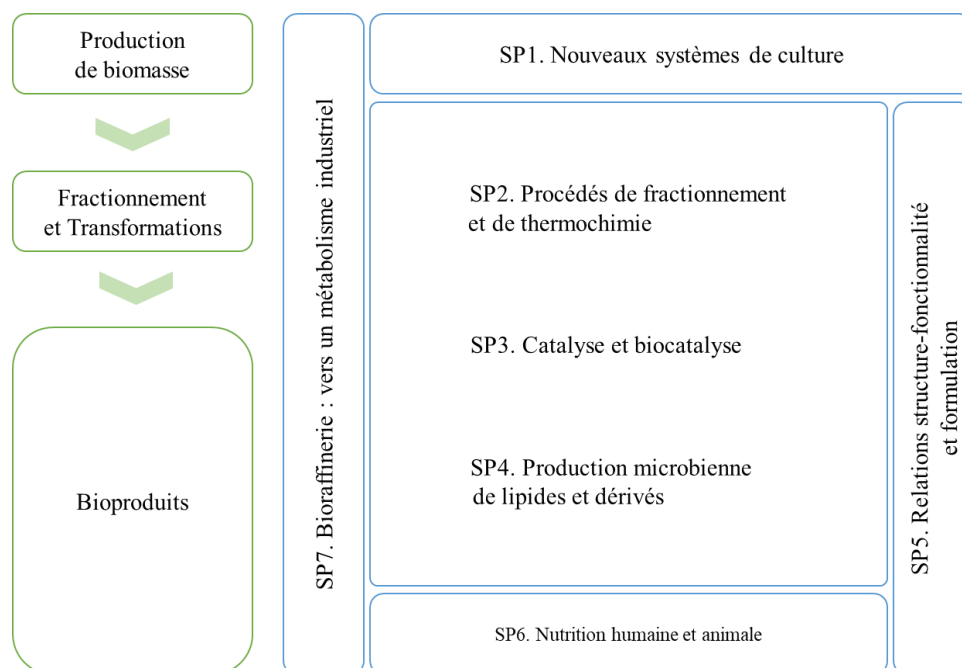 Production
de biomasse
Fractionnement
et Transformations
Bioproduits
SP7. Bioraffinerie : vers un métabolisme industriel
SP1. Nouveaux systèmes de culture
SP2. Procédés de fractionnement
et de thermochimie
SP3. Catalyse et biocatalyse
SP4. Production microbienne
de lipides et dérivés
SP5. Relations structure-fonctionnalité
et formulation
SP6. Nutrition humaine et animale